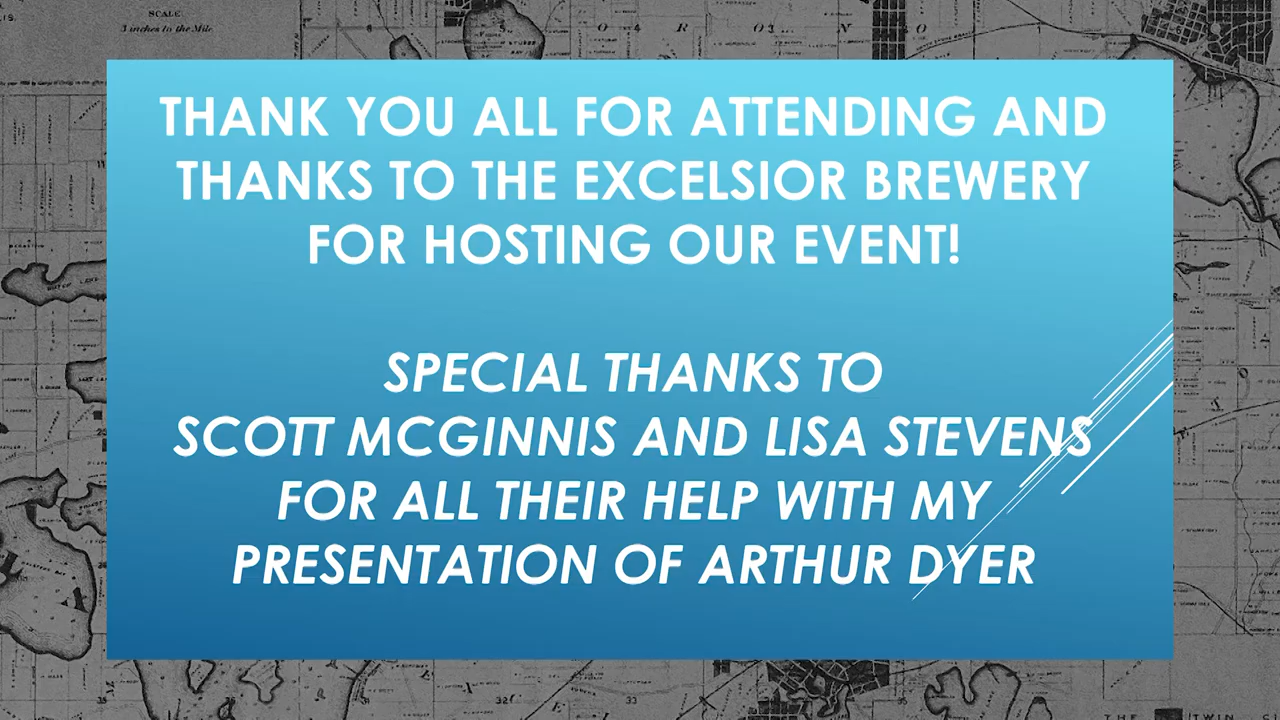 SCALE.
3 inches to the Mile
THANK YOU ALL FOR ATTENDING AND
THANKS TO THE EXCELSIOR BREWERY
FOR HOSTING OUR EVENT!
SPECIAL THANKS TO
SCOTT MCGINNIS AND LISA STEVENS
FOR ALL THEIR HELP WITH MY
PRESENTATION OF ARTHUR DYER